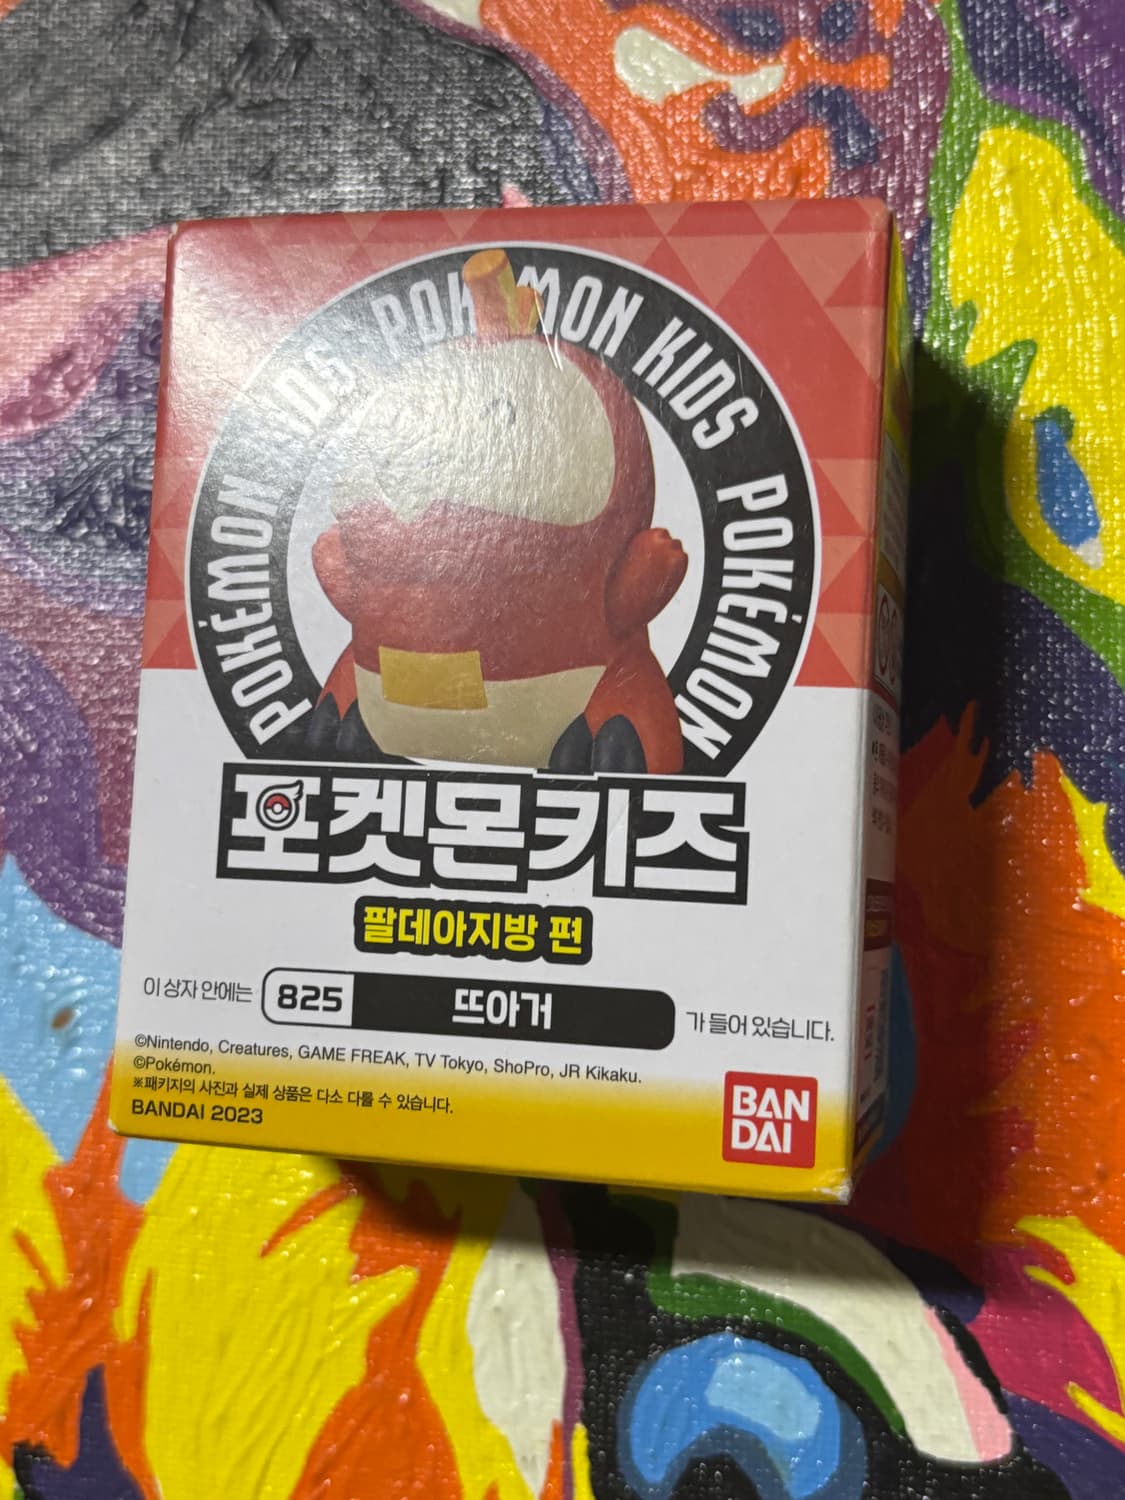 POKÉMON KIDS POKÉMON KIDS POKÉMON
포켓몬키즈
팔데아지방 편
이 상자 안에는 825 뜨아거 가 들어 있습니다.
©Nintendo, Creatures, GAME FREAK, TV Tokyo, ShoPro, JR Kikaku.
©Pokémon.
※패키지의 사진과 실제 상품은 다소 다를 수 있습니다.
BANDAI 2023
BAN
DAI